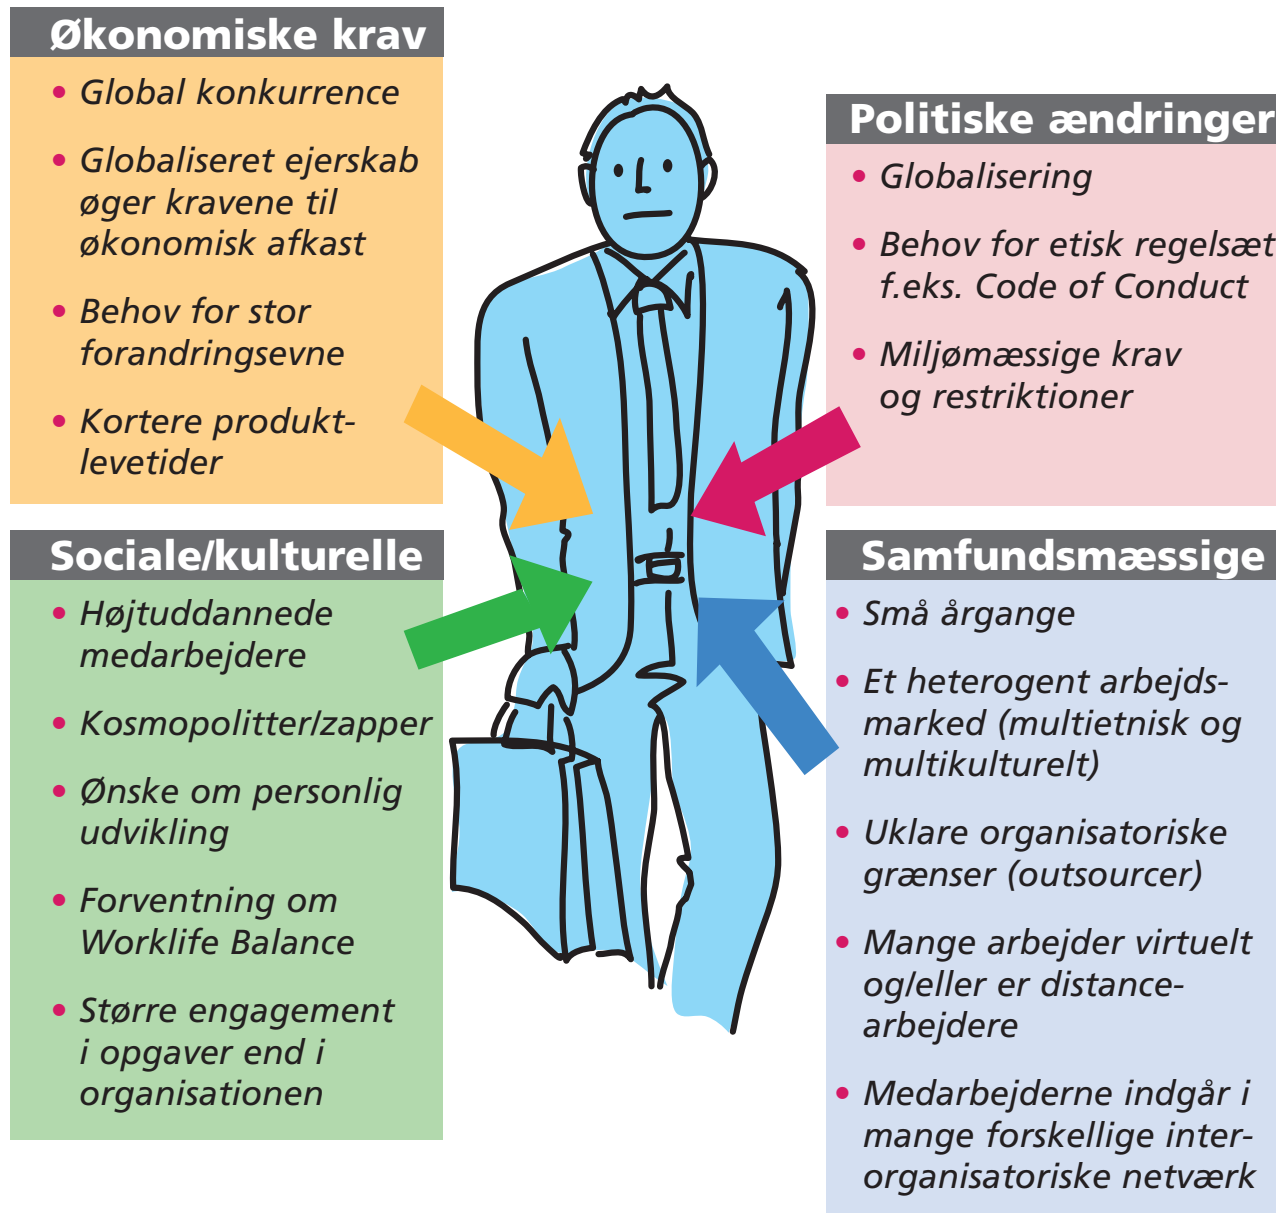 Økonomiske krav
• Global konkurrence
• Globaliseret ejerskab
øger kravene til
økonomisk afkast
• Behov for stor
forandringsevne
• Kortere produkt-
levetider
Politiske ændringer
• Globalisering
• Behov for etisk regelsæt
f.eks. Code of Conduct
• Miljømæssige krav
og restriktioner
Sociale/kulturelle
• Højtuddannede
medarbejdere
• Kosmopolitter/zapper
• Ønske om personlig
udvikling
• Forventning om
Worklife Balance
• Større engagement
i opgaver end i
organisationen
Samfundsmæssige
• Små årgange
• Et heterogent arbejds-
marked (multietnisk og
multikulturelt)
• Uklare organisatoriske
grænser (outsourcer)
• Mange arbejder virtuelt
og/eller er distance-
arbejdere
• Medarbejderne indgår i
mange forskellige inter-
organisatoriske netværk